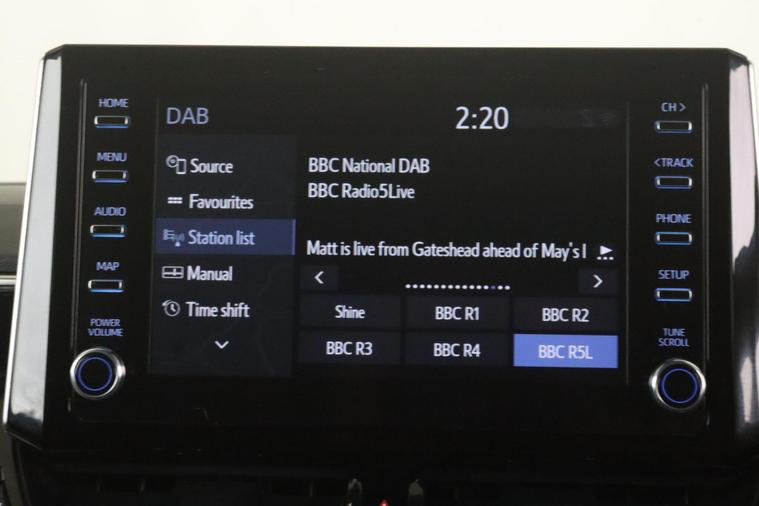 HOME
MENU
AUDIO
MAP
POWER
VOLUME
DAB
2:20
Source
Favourites
Station list
Manual
Time shift
BBC National DAB
BBC Radio5Live
Matt is live from Gateshead ahead of May's l
Shine
BBC R1
BBC R2
BBC R3
BBC R4
BBC R5L
CH >
<TRACK
PHONE
SETUP
TUNE
SCROLL